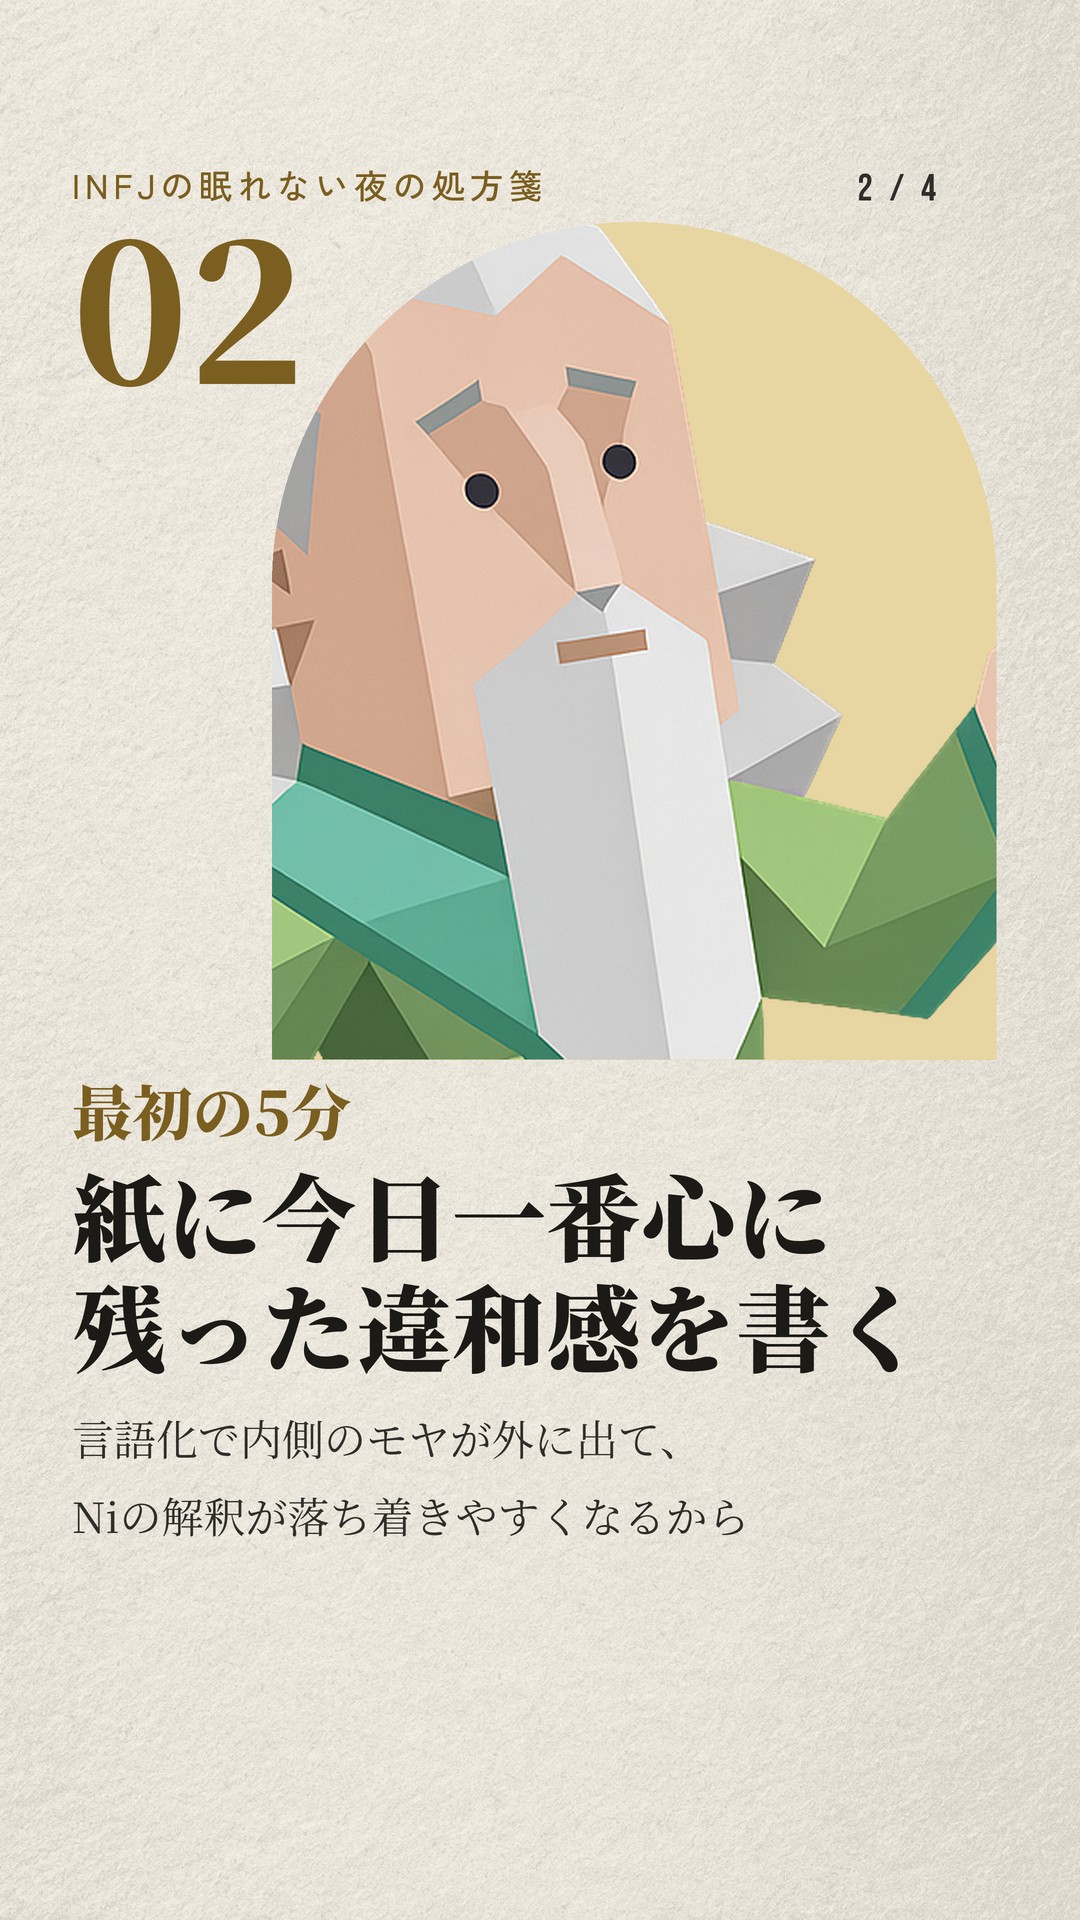 INFJの眠れない夜の処方箋
2 / 4
02
最初の5分
紙に今日一番心に
残った違和感を書く
言語化で内側のモヤが外に出て、
Niの解釈が落ち着きやすくなるから